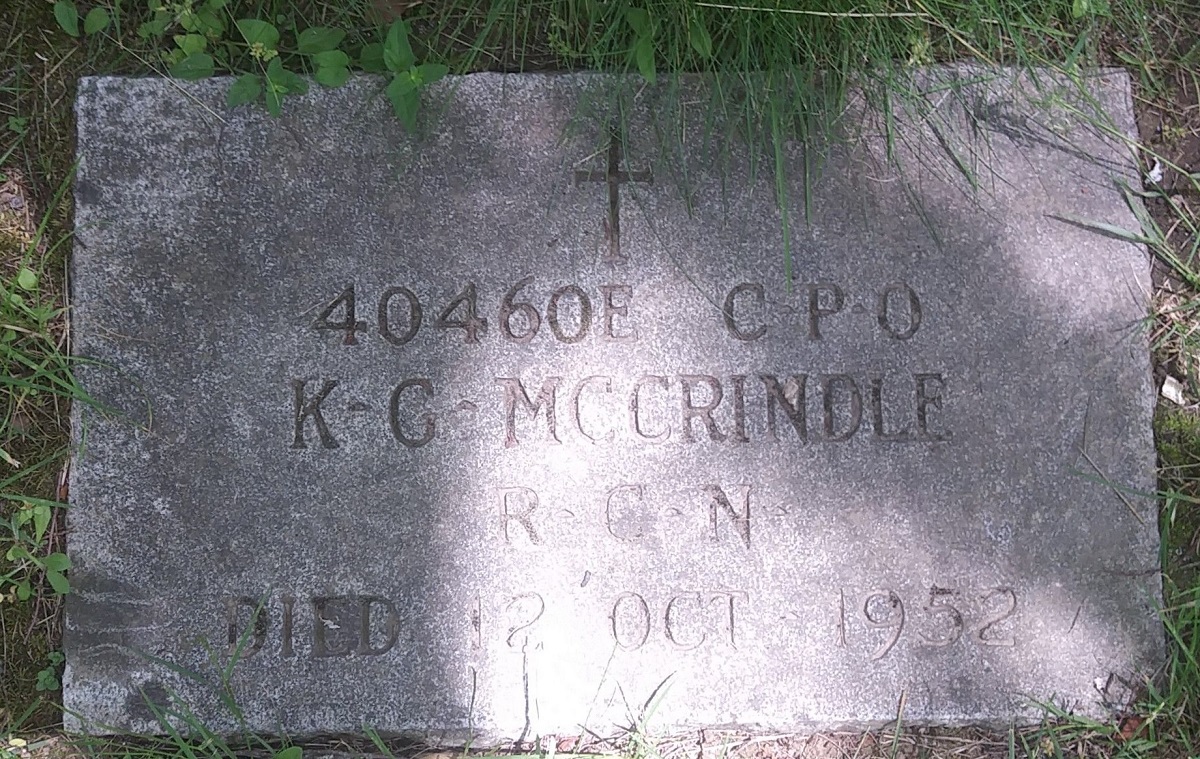 40460E C-P-O
K-G-MCCRINDLE
R-C-N-
DIED 12 OCT-1952